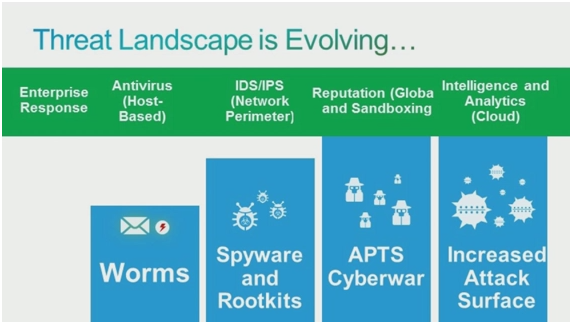 Threat Landscape is Evolving…
Enterprise
Response
Antivirus
(Host-
Based)
IDS/IPS
(Network
Perimeter)
Reputation (Globa
and Sandboxing
Intelligence and
Analytics
(Cloud)
Worms
Spyware
and
Rootkits
APTS
Cyberwar
Increased
Attack
Surface